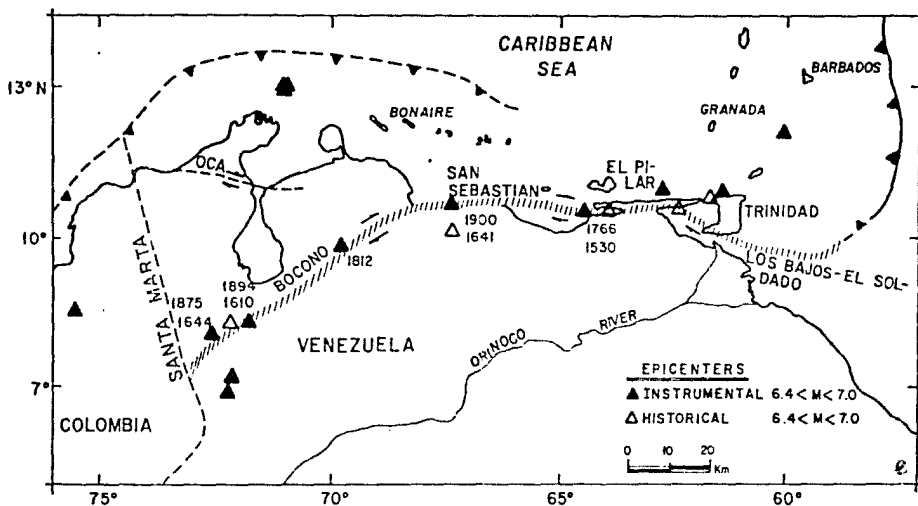 CARIBBEAN
SEA
13°N
BARBADOS
BONAIRE
GRANADA
OCA
SAN
SEBASTIAN
EL PI-
LAR
TRINIDAD
10°
1900
1641
1766
1530
BOCONO
1812
LOS BAJOS-EL SOL-
DADO
SANTA MARTA
1894
1610
1875
1644
VENEZUELA
ORINOCO RIVER
7°
COLOMBIA
EPICENTERS
▲ INSTRUMENTAL 6.4<M<7.0
△ HISTORICAL 6.4<M<7.0
0 10 20
Km
75° 70° 65° 60°